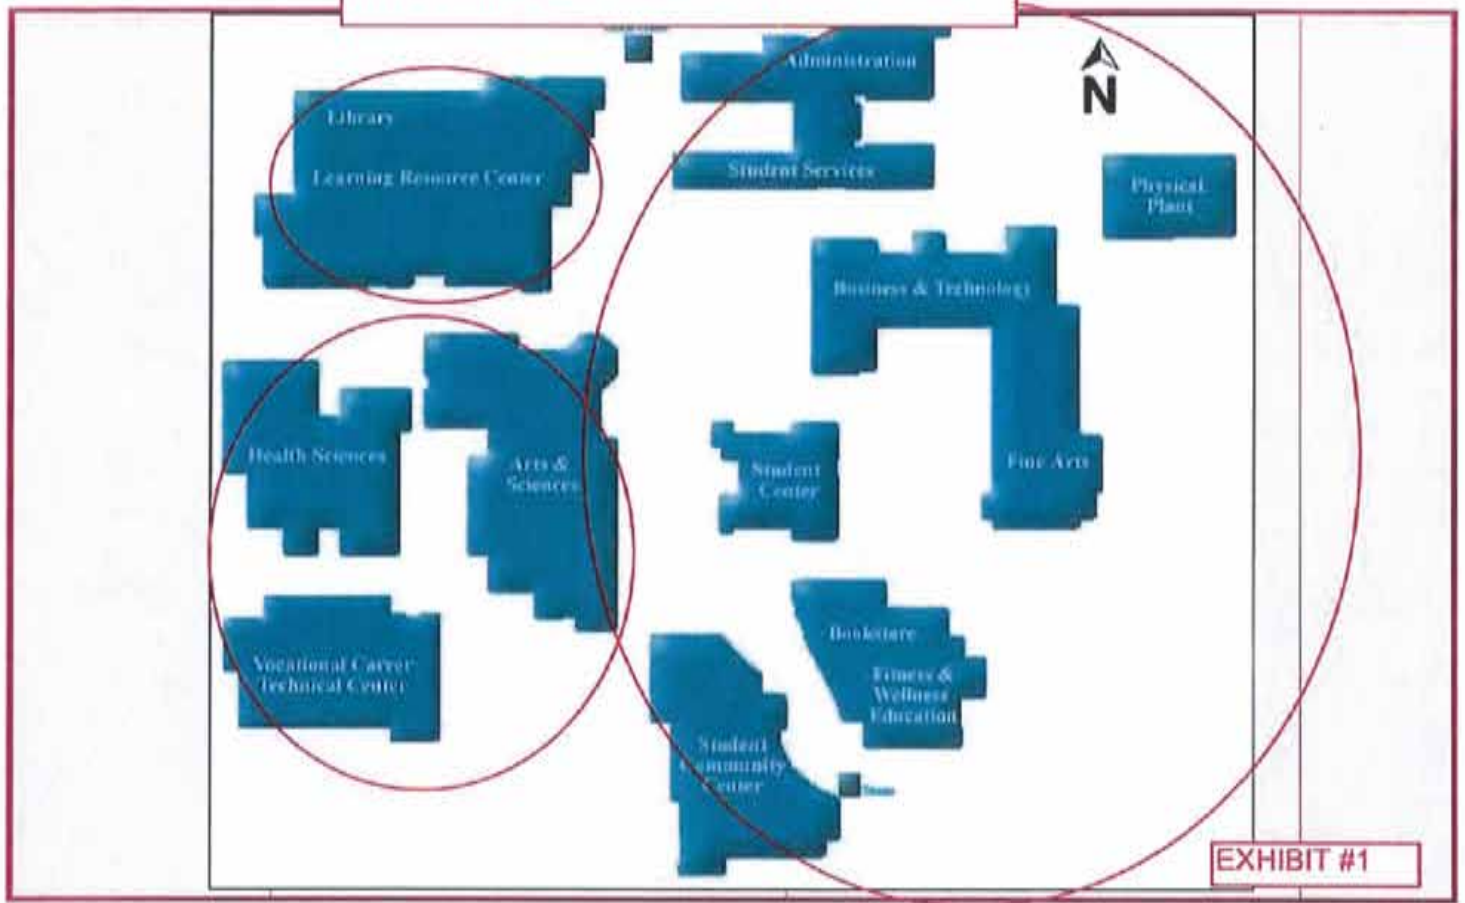 Administration
N
Library
Learning Resource Center
Student Services
Physical
Plant
Business & Technology
Health Sciences
Arts &
Sciences
Student
Center
Fine Arts
Bookstore
Vocational Career
Technical Center
Fitness &
Wellness
Education
Student
Community
Center
EXHIBIT #1